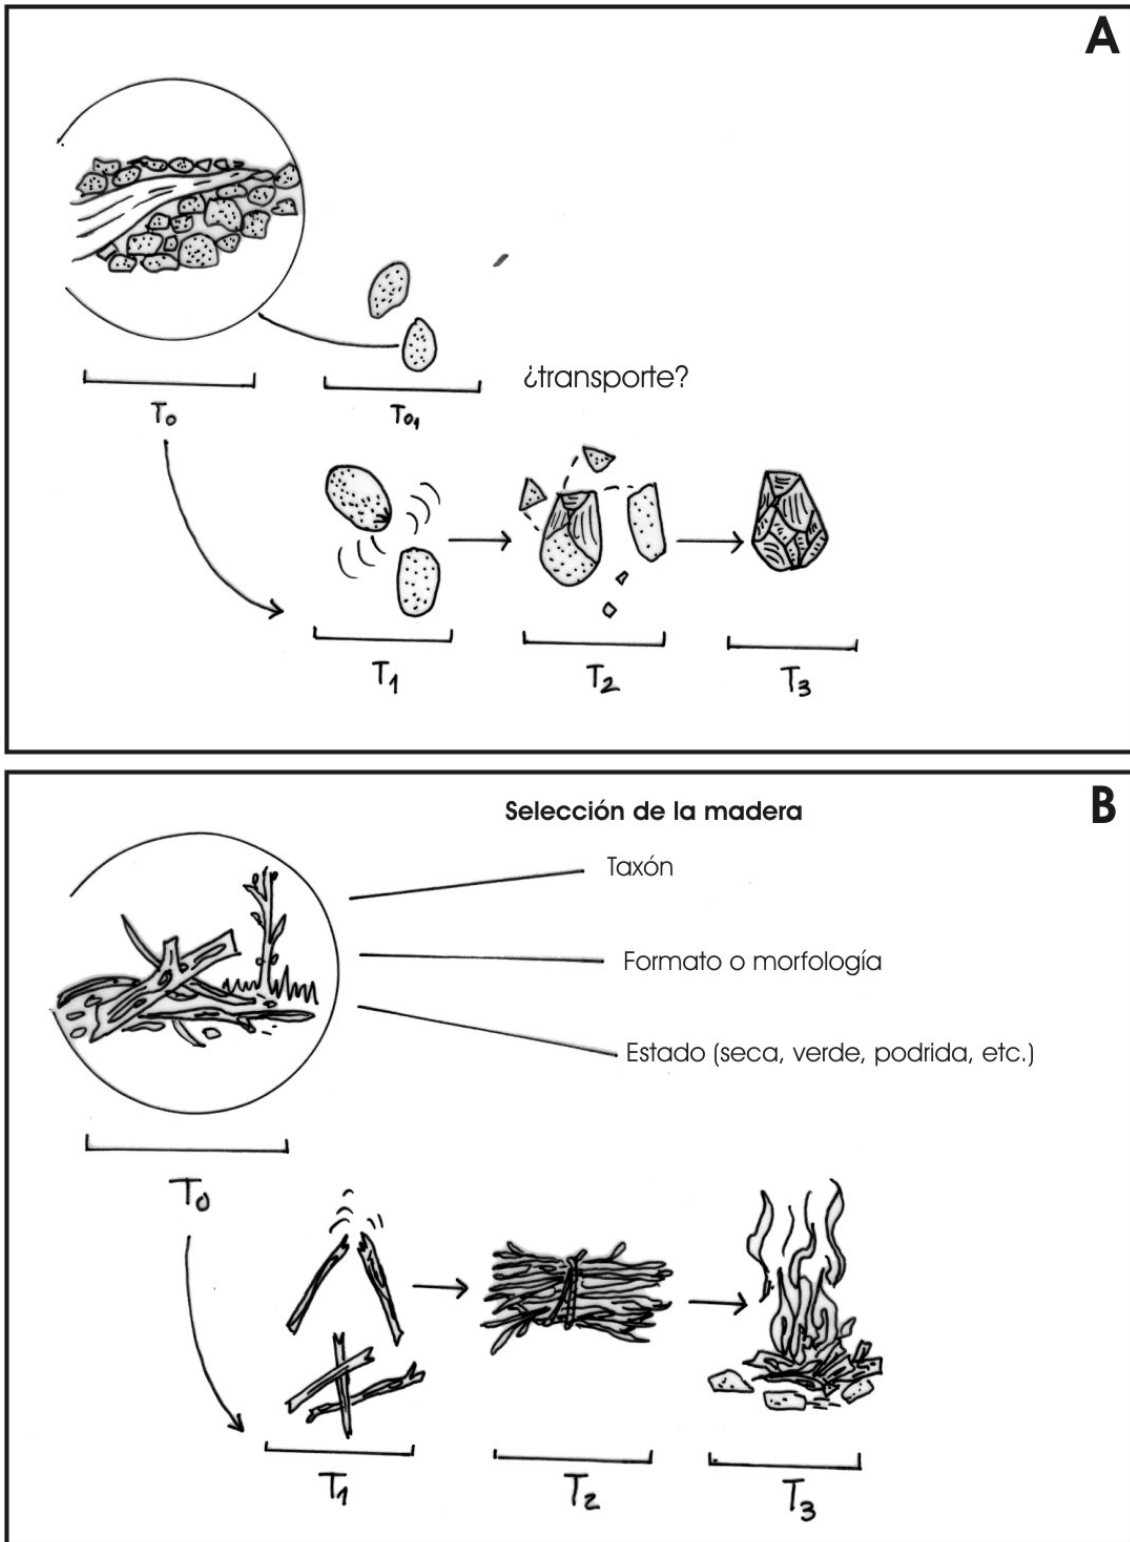 A
T₀
T₀₁
¿transporte?
T₁
T₂
T₃
B
Selección de la madera
Taxón
Formato o morfología
Estado (seca, verde, podrida, etc.)
T₀
T₁
T₂
T₃